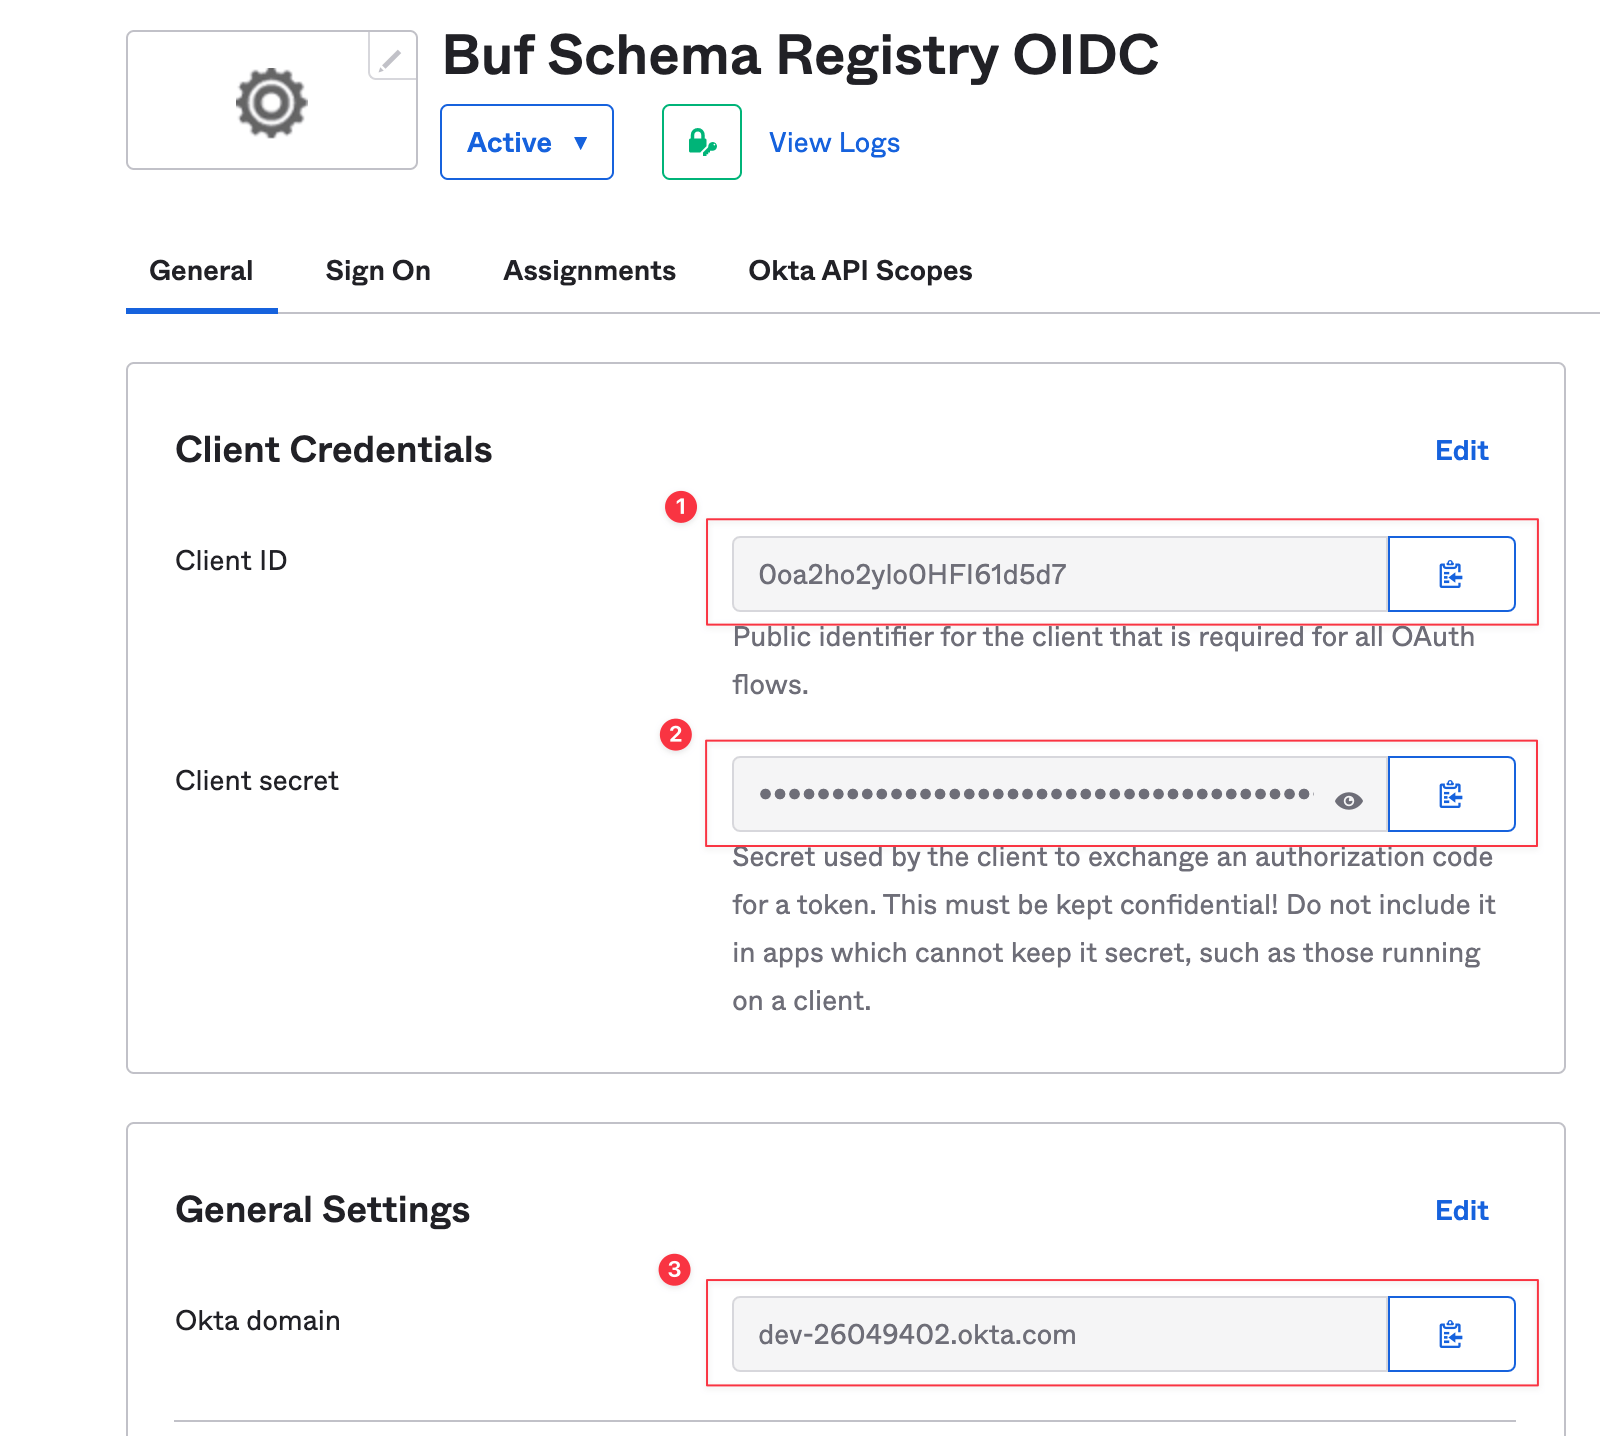 Buf Schema Registry OIDC
Active ▼
View Logs
General Sign On Assignments Okta API Scopes
Client Credentials
Edit
1
Client ID
0oa2ho2ylo0HFI61d5d7
Public identifier for the client that is required for all OAuth
flows.
2
Client secret
••••••••••••••••••••••••••••••••••••••
Secret used by the client to exchange an authorization code
for a token. This must be kept confidential! Do not include it
in apps which cannot keep it secret, such as those running
on a client.
General Settings
Edit
3
Okta domain
dev-26049402.okta.com